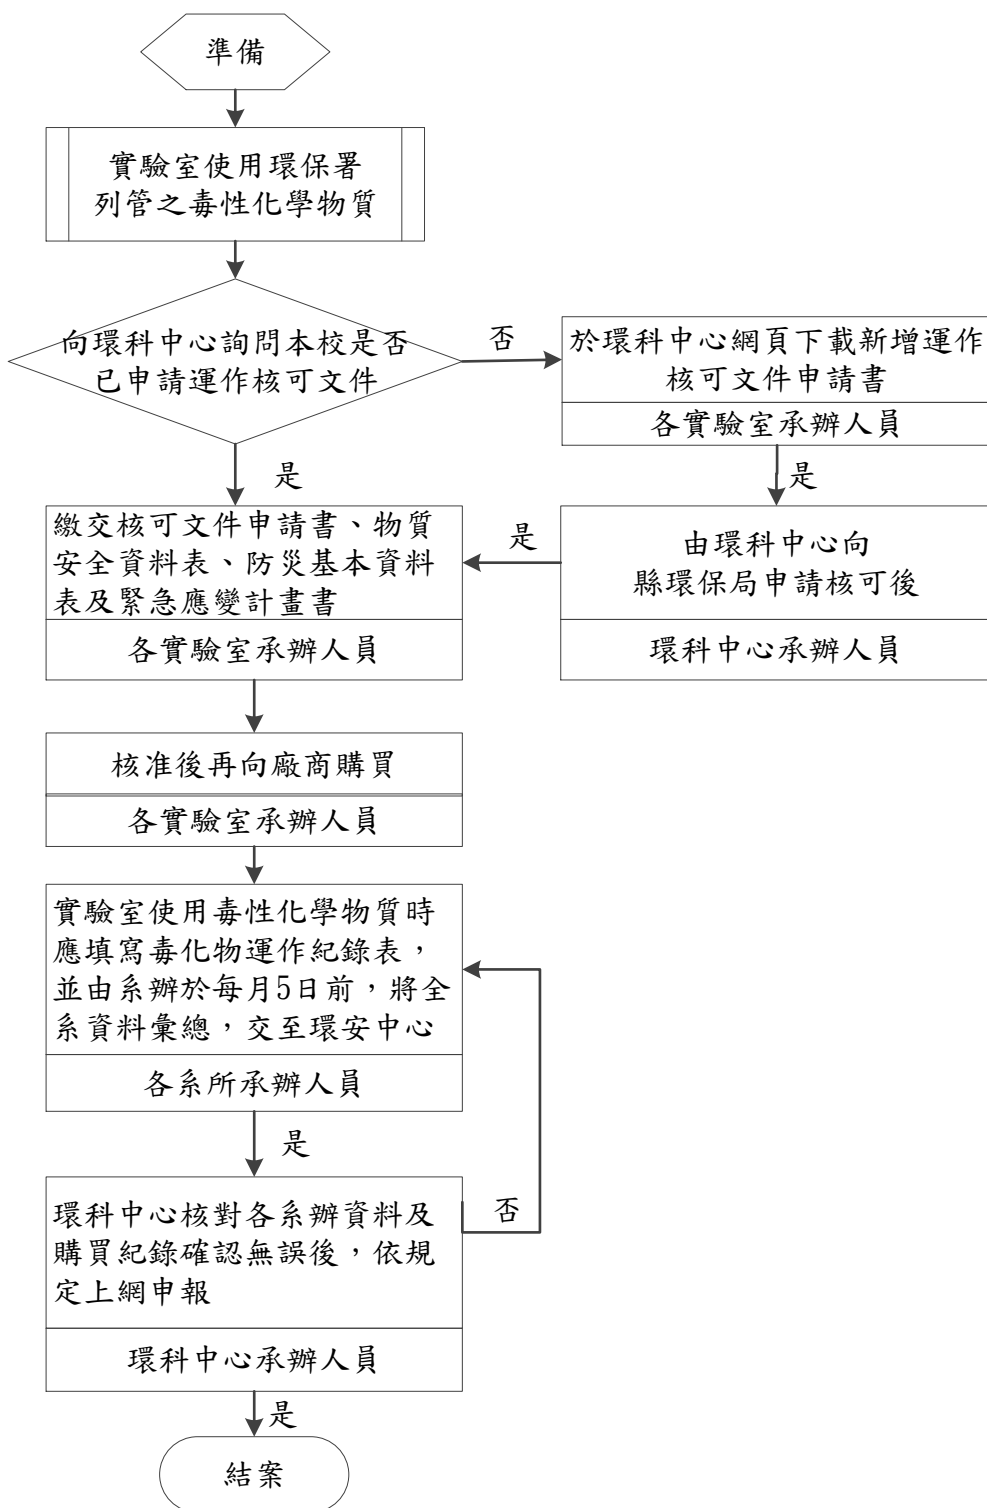 準備
實驗室使用環保署
列管之毒性化學物質
向環科中心詢問本校是否
已申請運作核可文件
否
於環科中心網頁下載新增運作
核可文件申請書
各實驗室承辦人員
是
是
繳交核可文件申請書、物質
安全資料表、防災基本資料
表及緊急應變計畫書
各實驗室承辦人員
是
由環科中心向
縣環保局申請核可後
環科中心承辦人員
核准後再向廠商購買
各實驗室承辦人員
實驗室使用毒性化學物質時
應填寫毒化物運作紀錄表，
並由系辦於每月5日前，將全
系資料彙總，交至環安中心
各系所承辦人員
是
環科中心核對各系辦資料及
購買紀錄確認無誤後，依規
定上網申報
否
環科中心承辦人員
是
結案